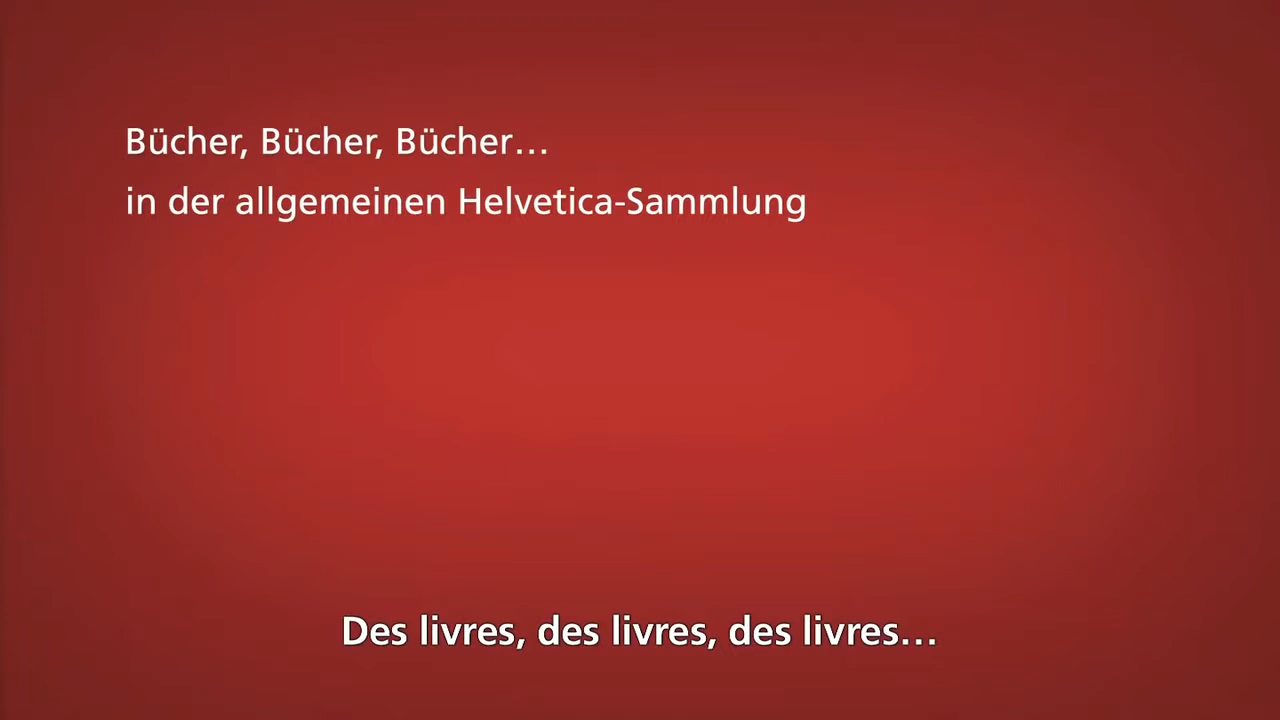 Bücher, Bücher, Bücher…
in der allgemeinen Helvetica-Sammlung
Des livres, des livres, des livres…